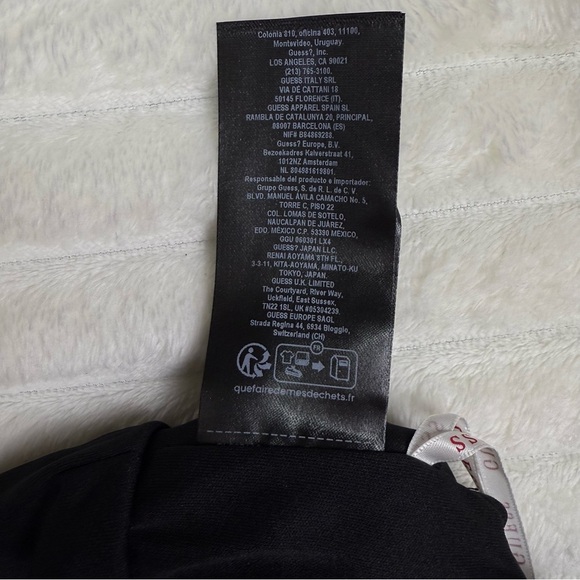 Colonia 810, oficina 403, 11100,
Montevideo, Uruguay
Guess?, Inc.
LOS ANGELES, CA 90021
(213) 765-3100.
GUESS ITALY SRL
VIA DE CATTANI 18
50145 FLORENCE (IT).
GUESS APPAREL SPAIN SL
RAMBLA DE CATALUNYA 20, PRINCIPAL,
08007 BARCELONA (ES)
NIF# B64869288.
Guess? Europe, B.V.
Bezoekadres Kalverstraat 41,
1012NZ Amsterdam
NL 804981619B01.
Responsable del producto e Importador:
Grupo Guess, S. de R. L. de C. V.
BLVD. MANUEL ÁVILA CAMACHO No. 5,
TORRE C, PISO 22
COL. LOMAS DE SOTELO,
NAUCALPAN DE JUÁREZ,
EDO. MÉXICO C.P. 53390 MÉXICO,
GGU 060301 LX4
GUESS? JAPAN LLC.
RENAI AOYAMA 8TH FL.,
3-3-11, KITA-AOYAMA, MINATO-KU
TOKYO, JAPAN.
GUESS U.K. LIMITED
The Courtyard, River Way,
Uckfield, East Sussex,
TN22 1SL, UK #05304239.
GUESS EUROPE SAGL
Strada Regina 44, 6934 Bioggio,
Switzerland (CH)
FR
quefairedemesdechets.fr